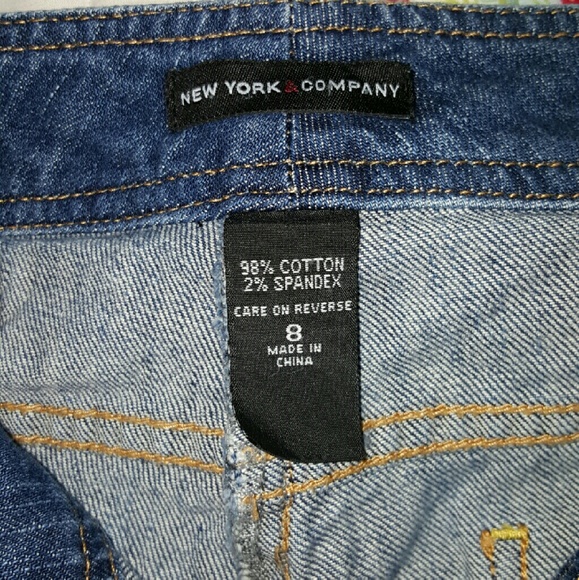 NEW YORK & COMPANY
98% COTTON
2% SPANDEX
CARE ON REVERSE
8
MADE IN
CHINA